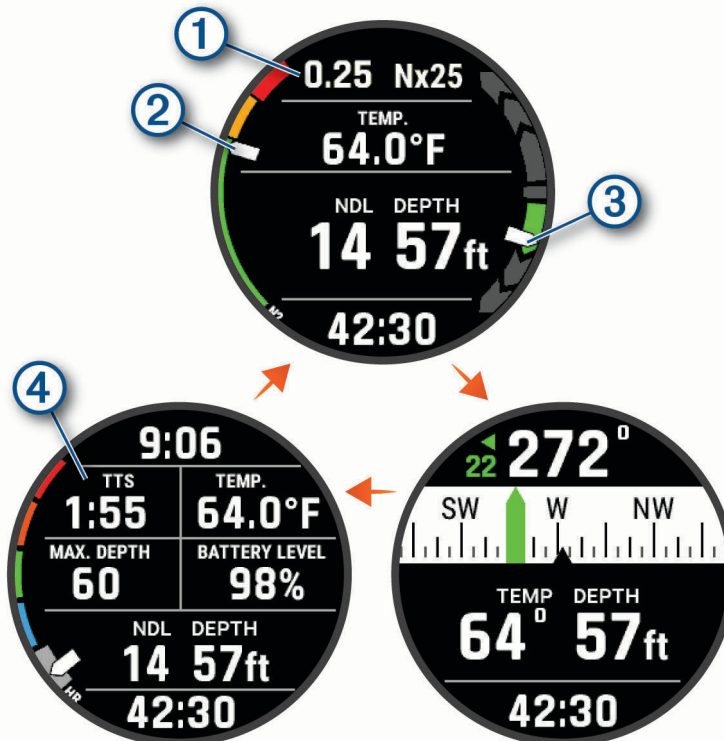 1
0.25 Nx25
2
TEMP.
64.0°F
3
NDL DEPTH
14 57ft
N2
42:30
4
9:06
TTS TEMP.
1:55 64.0°F
MAX. DEPTH BATTERY LEVEL
60 98%
NDL DEPTH
14 57ft
HR
42:30
22 272°
SW W NW
TEMP DEPTH
64° 57ft
42:30